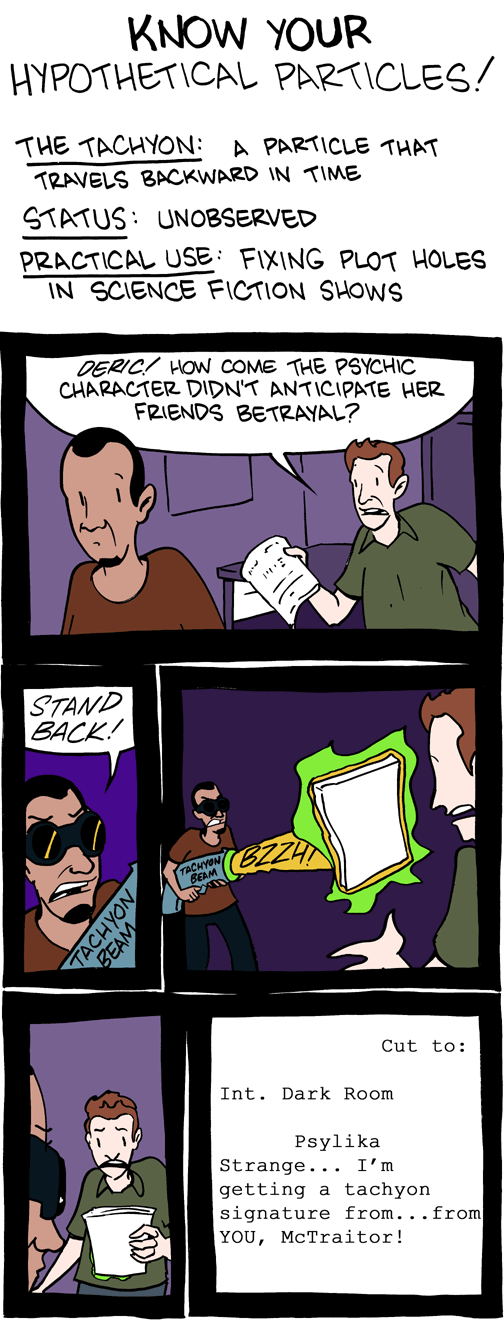 KNOW YOUR
HYPOTHETICAL PARTICLES!
THE TACHYON: A PARTICLE THAT
TRAVELS BACKWARD IN TIME
STATUS: UNOBSERVED
PRACTICAL USE: FIXING PLOT HOLES
IN SCIENCE FICTION SHOWS
DERIC! HOW COME THE PSYCHIC
CHARACTER DIDN'T ANTICIPATE HER
FRIENDS BETRAYAL?
STAND
BACK!
TACHYON
BEAM
TACHYON
BEAM
BZZH!
Cut to:
Int. Dark Room
Psylika
Strange... I'm
getting a tachyon
signature from...from
YOU, McTraitor!